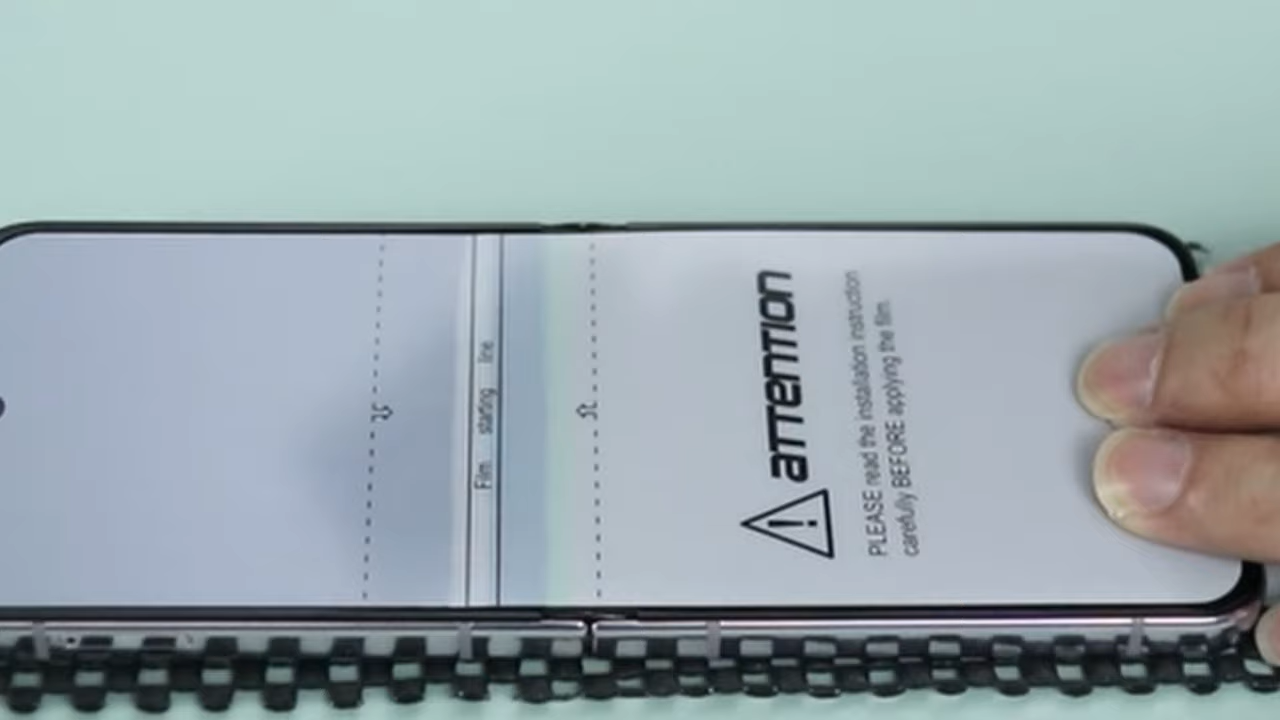 Film starting line
ATTENTION
PLEASE read the installation instruction
carefully BEFORE applying the film.